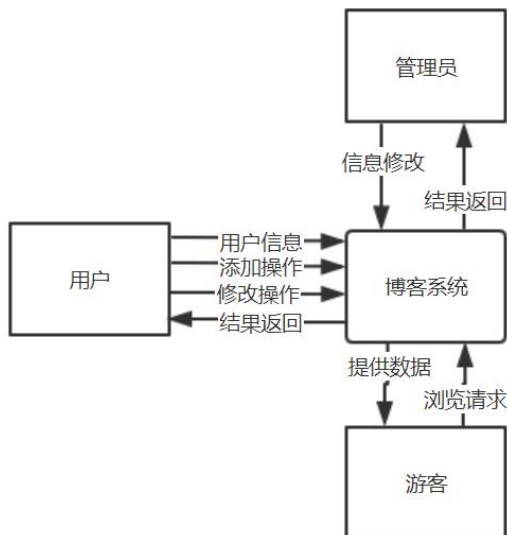 管理员
信息修改
结果返回
用户信息
添加操作
修改操作
结果返回
用户
博客系统
提供数据
浏览请求
游客